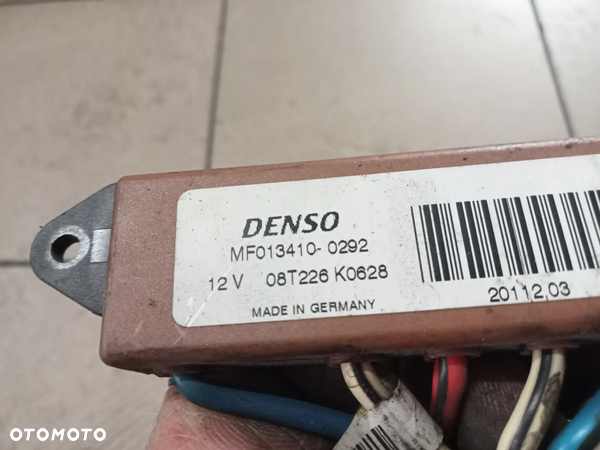 DENSO
MF013410-0292
12 V 08T226 K0628
MADE IN GERMANY
20112,03
OTOMOTO